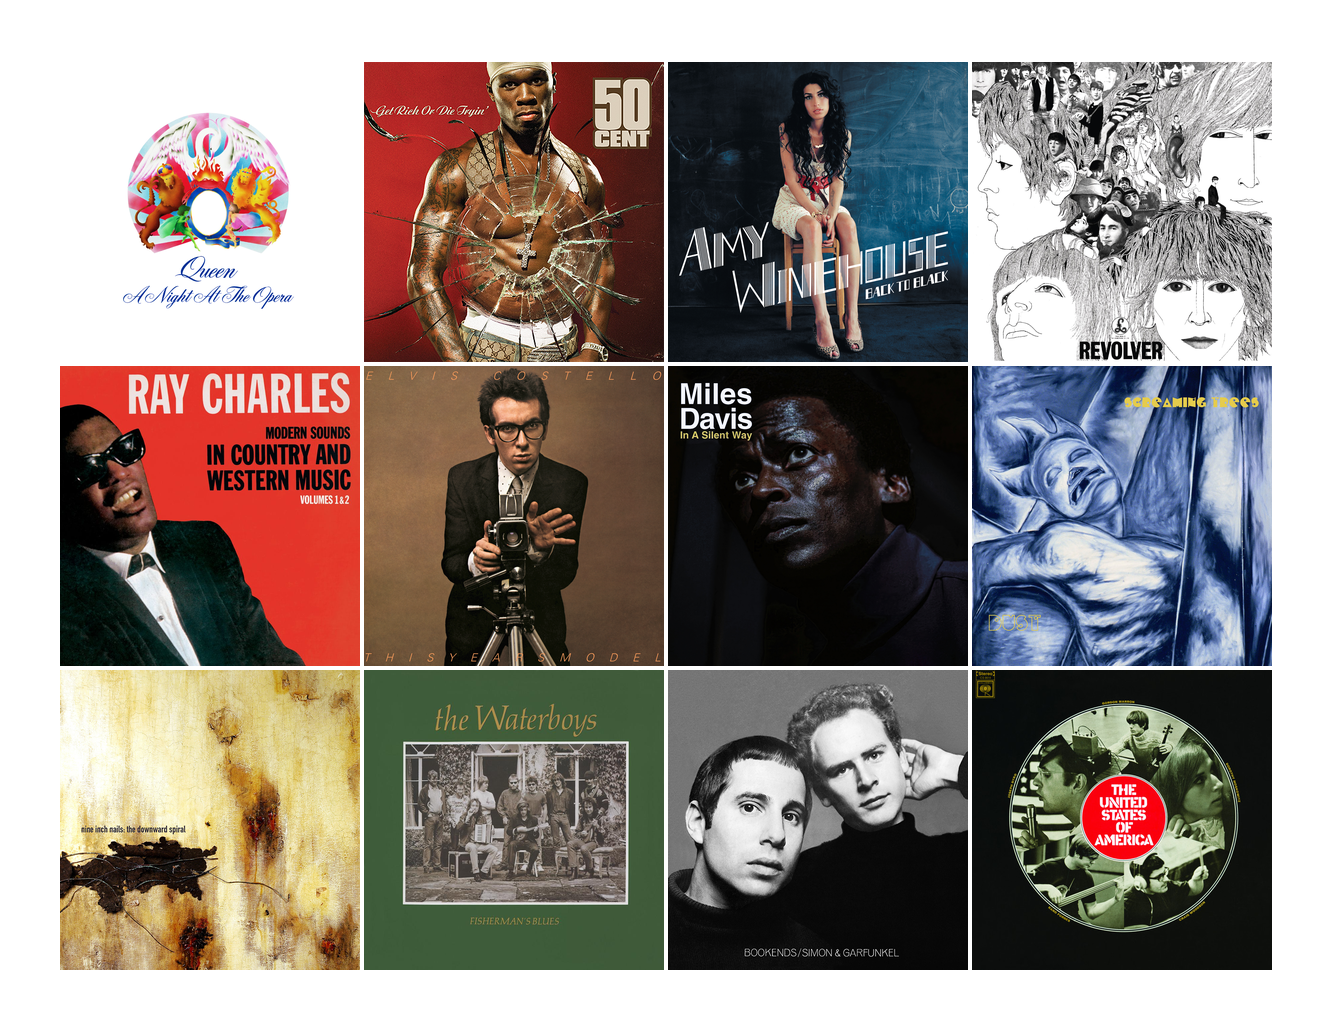 Queen
A Night At The Opera
Get Rich Or Die Tryin'
50
CENT
AMY
WINEHOUSE
BACK TO BLACK
REVOLVER
RAY CHARLES
MODERN SOUNDS
IN COUNTRY AND
WESTERN MUSIC
VOLUMES 1 & 2
ELVIS COSTELLO
THIS YEARS MODEL
Miles
Davis
In A Silent Way
SCREAMING TREES
DUST
nine inch nails: the downward spiral
the Waterboys
FISHERMAN'S BLUES
BOOKENDS/SIMON & GARFUNKEL
Stereo
THE
UNITED
STATES
OF
AMERICA